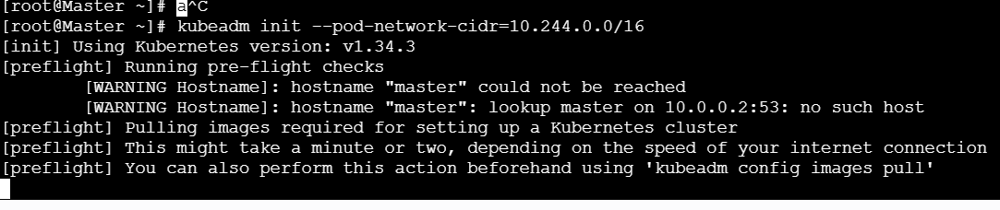 [root@Master ~]# a^C
[root@Master ~]# kubeadm init --pod-network-cidr=10.244.0.0/16
[init] Using Kubernetes version: v1.34.3
[preflight] Running pre-flight checks
        [WARNING Hostname]: hostname "master" could not be reached
        [WARNING Hostname]: hostname "master": lookup master on 10.0.0.2:53: no such host
[preflight] Pulling images required for setting up a Kubernetes cluster
[preflight] This might take a minute or two, depending on the speed of your internet connection
[preflight] You can also perform this action beforehand using 'kubeadm config images pull'